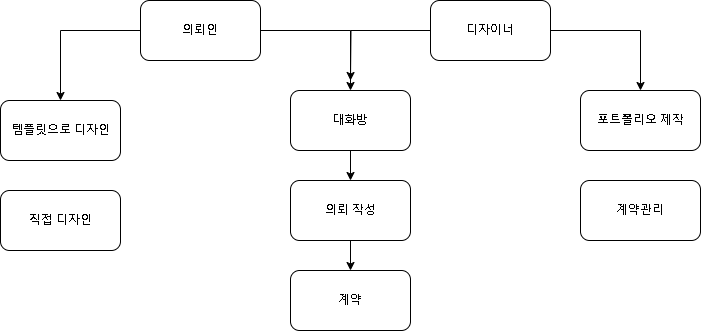 의뢰인
디자이너
템플릿으로 디자인
대화방
포트폴리오 제작
직접 디자인
의뢰 작성
계약관리
계약